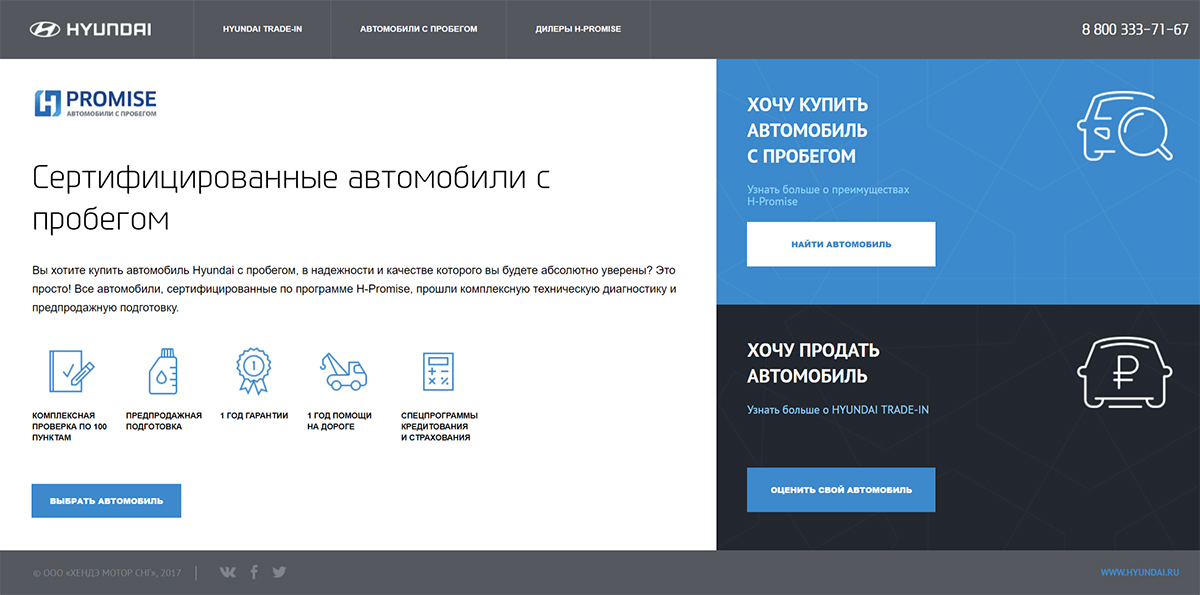 HYUNDAI
HYUNDAI TRADE-IN
АВТОМОБИЛИ С ПРОБЕГОМ
ДИЛЕРЫ H-PROMISE
8 800 333-71-67
H PROMISE
АВТОМОБИЛИ С ПРОБЕГОМ
Сертифицированные автомобили с
пробегом
Вы хотите купить автомобиль Hyundai с пробегом, в надежности и качестве которого вы будете абсолютно уверены? Это
просто! Все автомобили, сертифицированные по программе H-Promise, прошли комплексную техническую диагностику и
предпродажную подготовку.
1
КОМПЛЕКСНАЯ
ПРОВЕРКА ПО 100
ПУНКТАМ
ПРЕДПРОДАЖНАЯ
ПОДГОТОВКА
1 ГОД ГАРАНТИИ
1 ГОД ПОМОЩИ
НА ДОРОГЕ
СПЕЦПРОГРАММЫ
КРЕДИТОВАНИЯ
И СТРАХОВАНИЯ
ВЫБРАТЬ АВТОМОБИЛЬ
ХОЧУ КУПИТЬ
АВТОМОБИЛЬ
С ПРОБЕГОМ
Узнать больше о преимуществах
H-Promise
НАЙТИ АВТОМОБИЛЬ
ХОЧУ ПРОДАТЬ
АВТОМОБИЛЬ
₽
Узнать больше о HYUNDAI TRADE-IN
ОЦЕНИТЬ СВОЙ АВТОМОБИЛЬ
© ООО «ХЕНДЭ МОТОР СНГ», 2017
WWW.HYUNDAI.RU